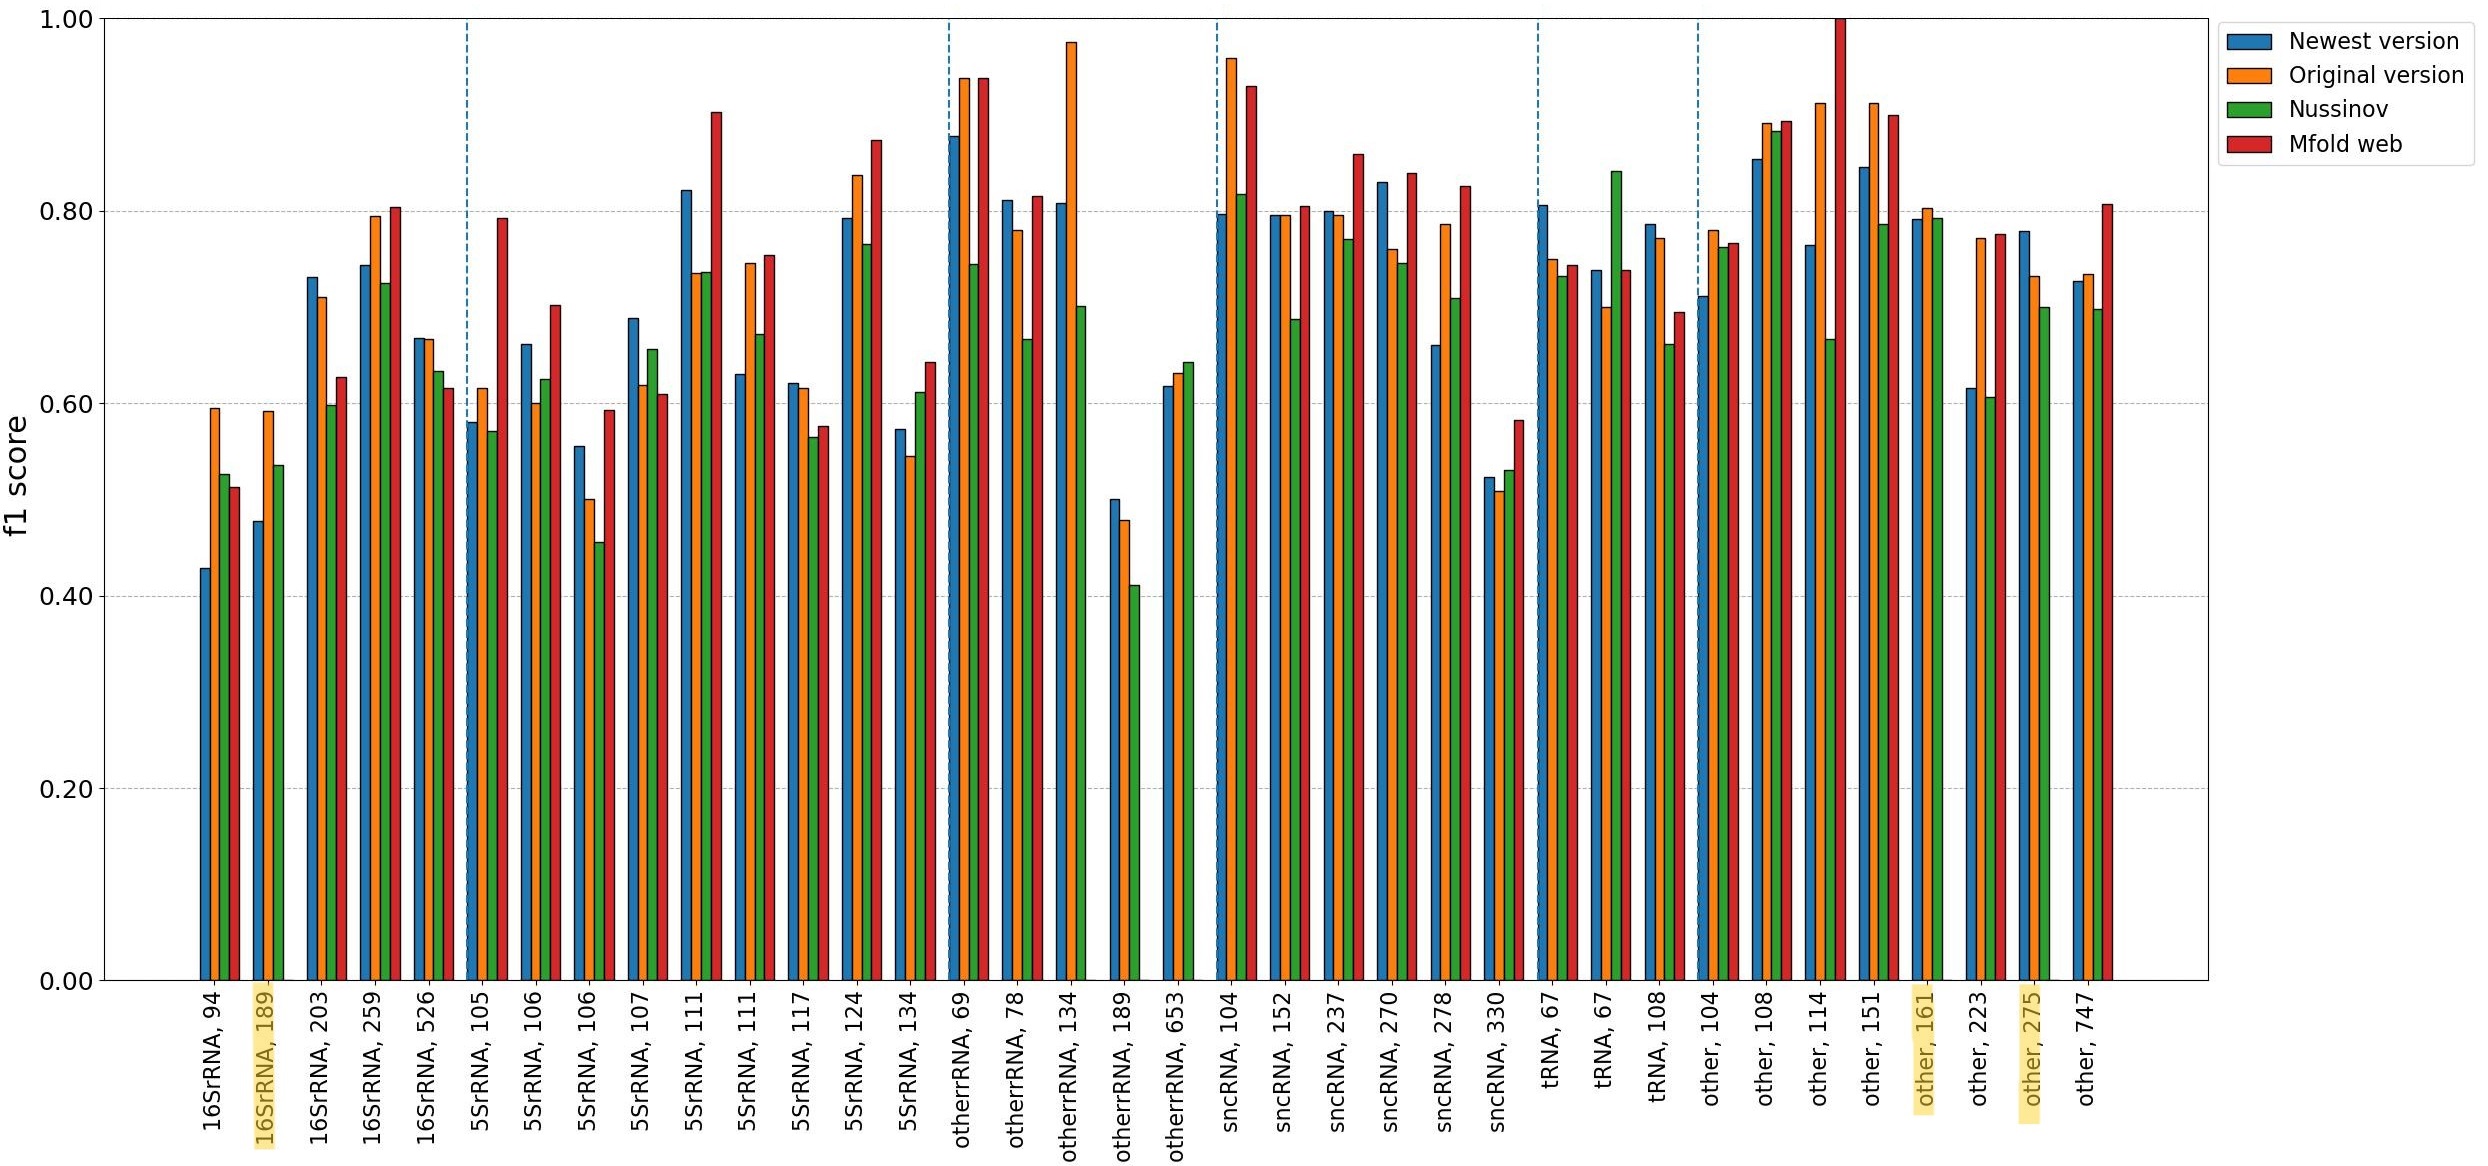 1.00
0.80
0.60
0.40
0.20
0.00
f1 score
Newest version
Original version
Nussinov
Mfold web
16SrRNA, 94
16SrRNA, 189
16SrRNA, 203
16SrRNA, 259
16SrRNA, 526
5SrRNA, 105
5SrRNA, 106
5SrRNA, 106
5SrRNA, 107
5SrRNA, 111
5SrRNA, 111
5SrRNA, 117
5SrRNA, 124
5SrRNA, 134
otherrRNA, 69
otherrRNA, 78
otherrRNA, 134
otherrRNA, 189
otherrRNA, 653
sncRNA, 104
sncRNA, 152
sncRNA, 237
sncRNA, 270
sncRNA, 278
sncRNA, 330
tRNA, 67
tRNA, 67
tRNA, 108
other, 104
other, 108
other, 114
other, 151
other, 161
other, 223
other, 275
other, 747